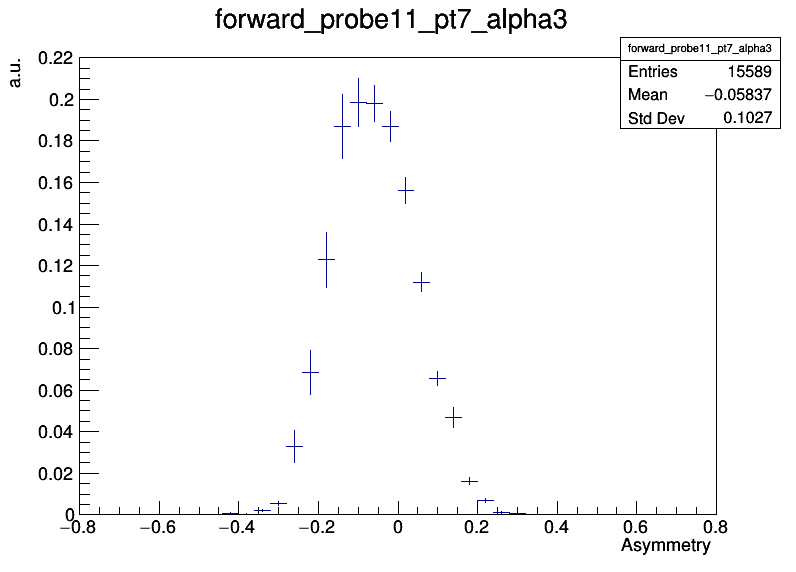 forward_probe11_pt7_alpha3
a.u.
forward_probe11_pt7_alpha3
Entries 15589
Mean −0.05837
Std Dev 0.1027
0.22
0.2
0.18
0.16
0.14
0.12
0.1
0.08
0.06
0.04
0.02
0
−0.8 −0.6 −0.4 −0.2 0 0.2 0.4 0.6 0.8
Asymmetry